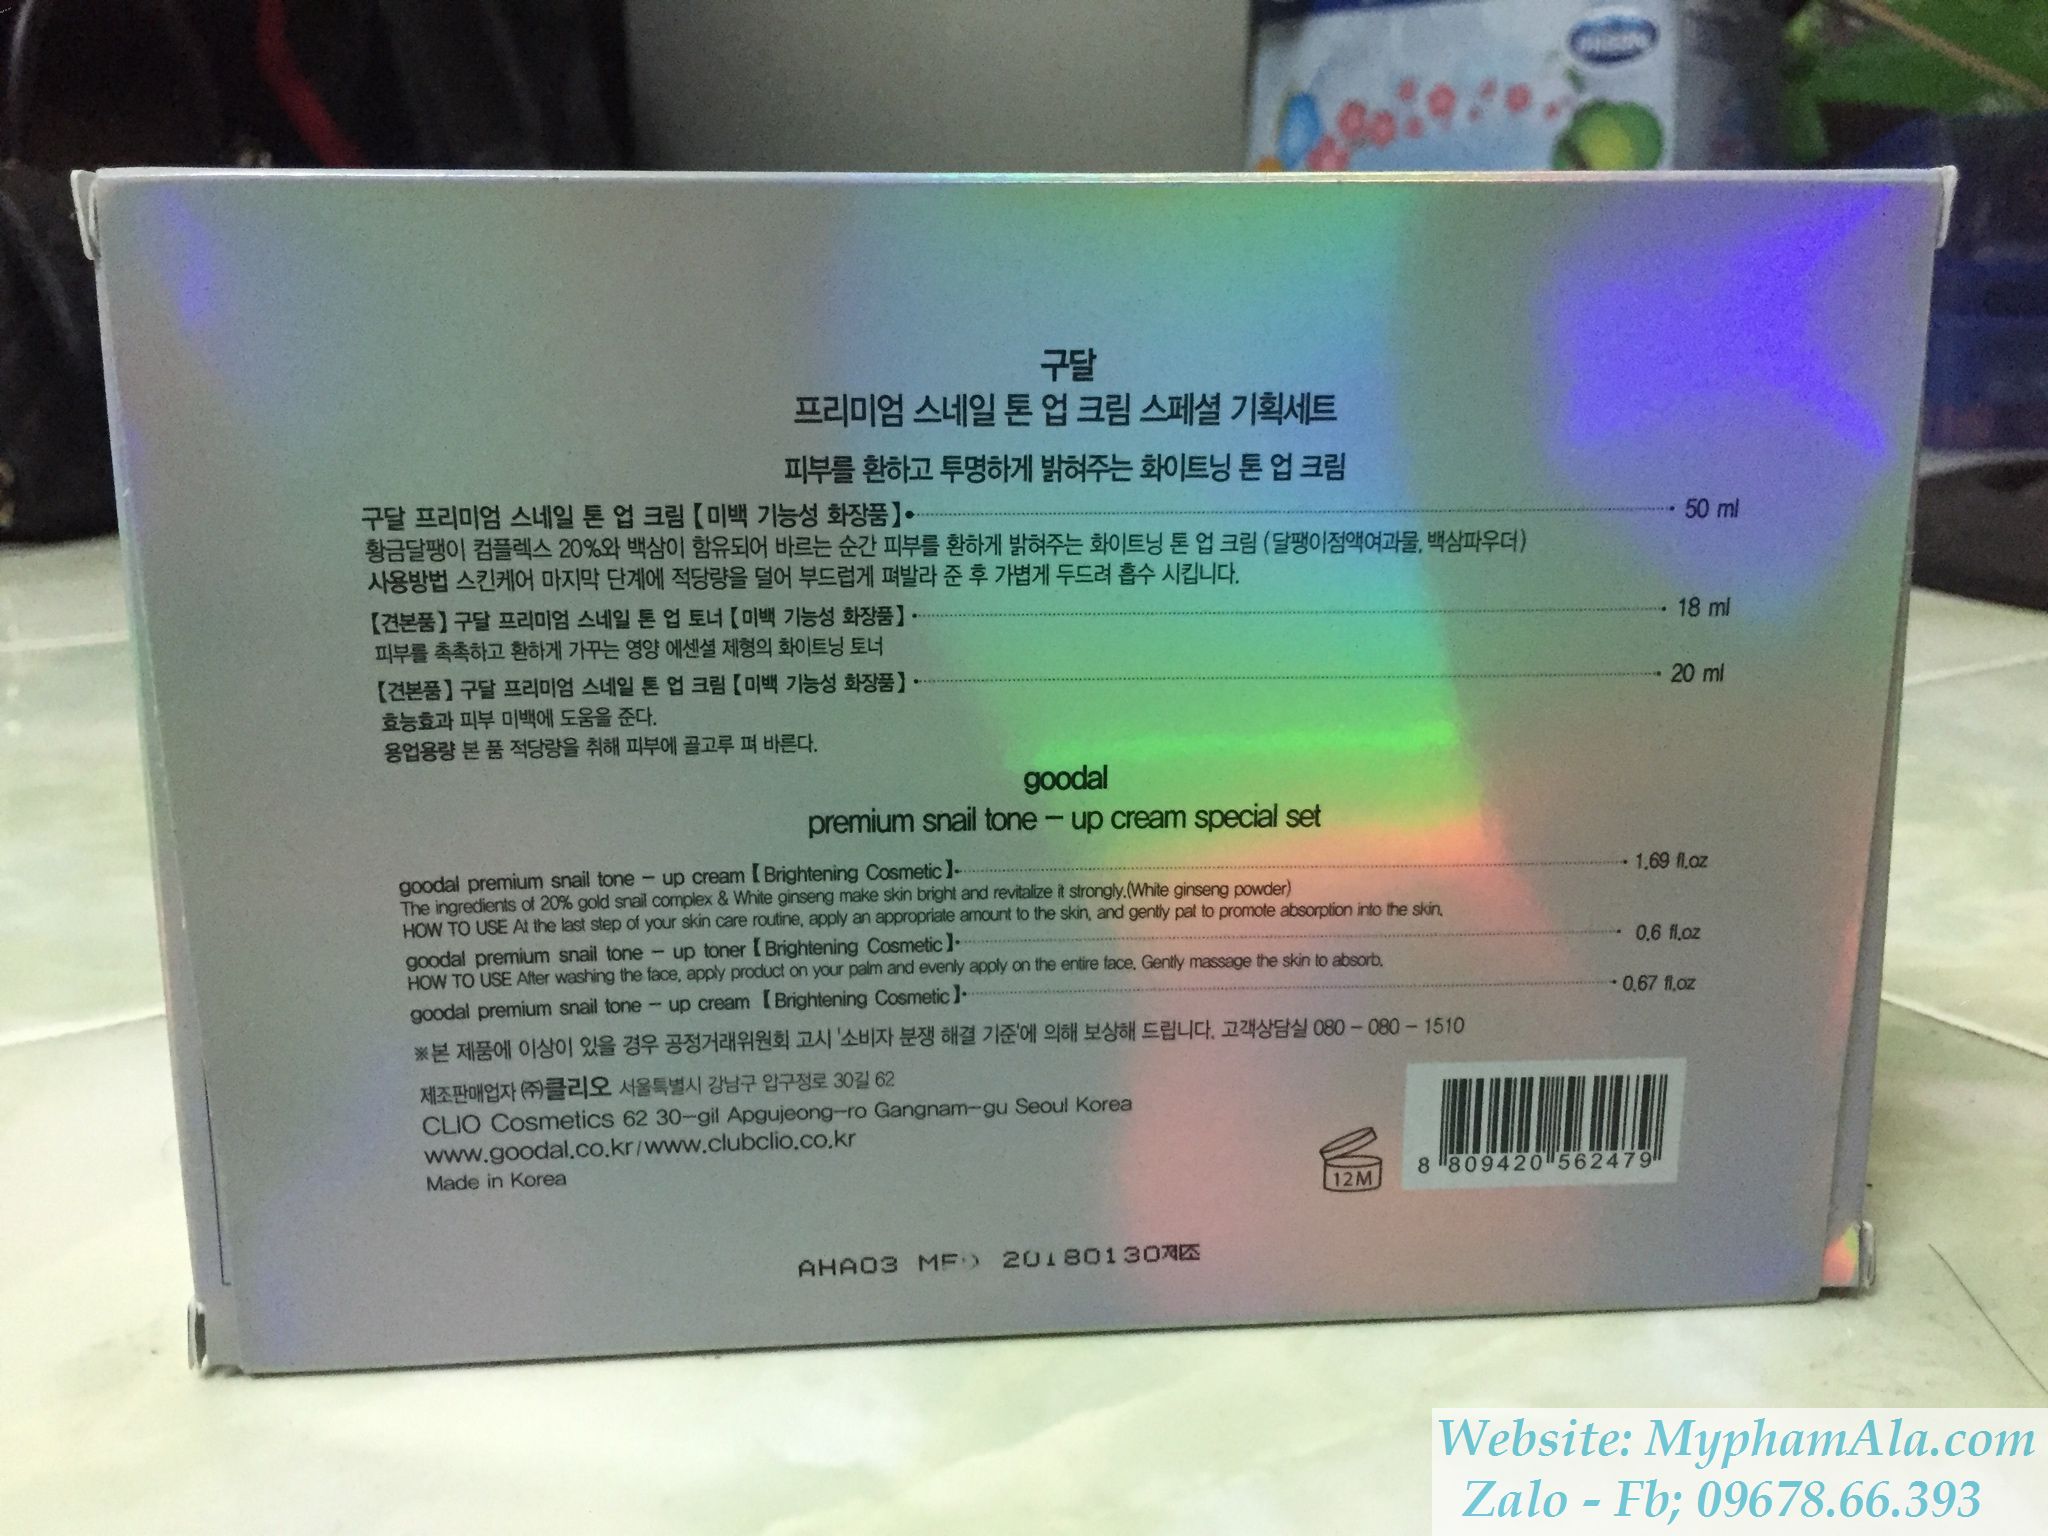 구달
프리미엄 스네일 톤 업 크림 스페셜 기획세트
피부를 환하고 투명하게 밝혀주는 화이트닝 톤 업 크림
구달 프리미엄 스네일 톤 업 크림【미백 기능성 화장품】 50 ml
황금달팽이 컴플렉스 20%와 백삼이 함유되어 바르는 순간 피부를 환하게 밝혀주는 화이트닝 톤 업 크림 (달팽이점액여과물, 백삼파우더)
사용방법 스킨케어 마지막 단계에 적당량을 덜어 부드럽게 펴발라 준 후 가볍게 두드려 흡수 시킵니다.
【견본품】구달 프리미엄 스네일 톤 업 토너【미백 기능성 화장품】 18 ml
피부를 촉촉하고 환하게 가꾸는 영양 에센셜 제형의 화이트닝 토너
【견본품】구달 프리미엄 스네일 톤 업 크림【미백 기능성 화장품】 20 ml
효능효과 피부 미백에 도움을 준다.
용업용량 본 품 적당량을 취해 피부에 골고루 펴 바른다.
goodal
premium snail tone - up cream special set
goodal premium snail tone - up cream【Brightening Cosmetic】 1.69 fl.oz
The ingredients of 20% gold snail complex & White ginseng make skin bright and revitalize it strongly.(White ginseng powder)
HOW TO USE At the last step of your skin care routine, apply an appropriate amount to the skin, and gently pat to promote absorption into the skin.
goodal premium snail tone - up toner【Brightening Cosmetic】 0.6 fl.oz
HOW TO USE After washing the face, apply product on your palm and evenly apply on the entire face. Gently massage the skin to absorb.
goodal premium snail tone - up cream 【Brightening Cosmetic】 0.67 fl.oz
※본 제품에 이상이 있을 경우 공정거래위원회 고시 '소비자 분쟁 해결 기준'에 의해 보상해 드립니다. 고객상담실 080 - 080 - 1510
제조판매업자 ㈜클리오 서울특별시 강남구 압구정로 30길 62
CLIO Cosmetics 62 30-gil Apgujeong-ro Gangnam-gu Seoul Korea
www.goodal.co.kr/www.clubclio.co.kr
Made in Korea
12M
8 809420 562479
AHA03 20180130제조
Website: MyphamAla.com
Zalo - Fb; 09678.66.393